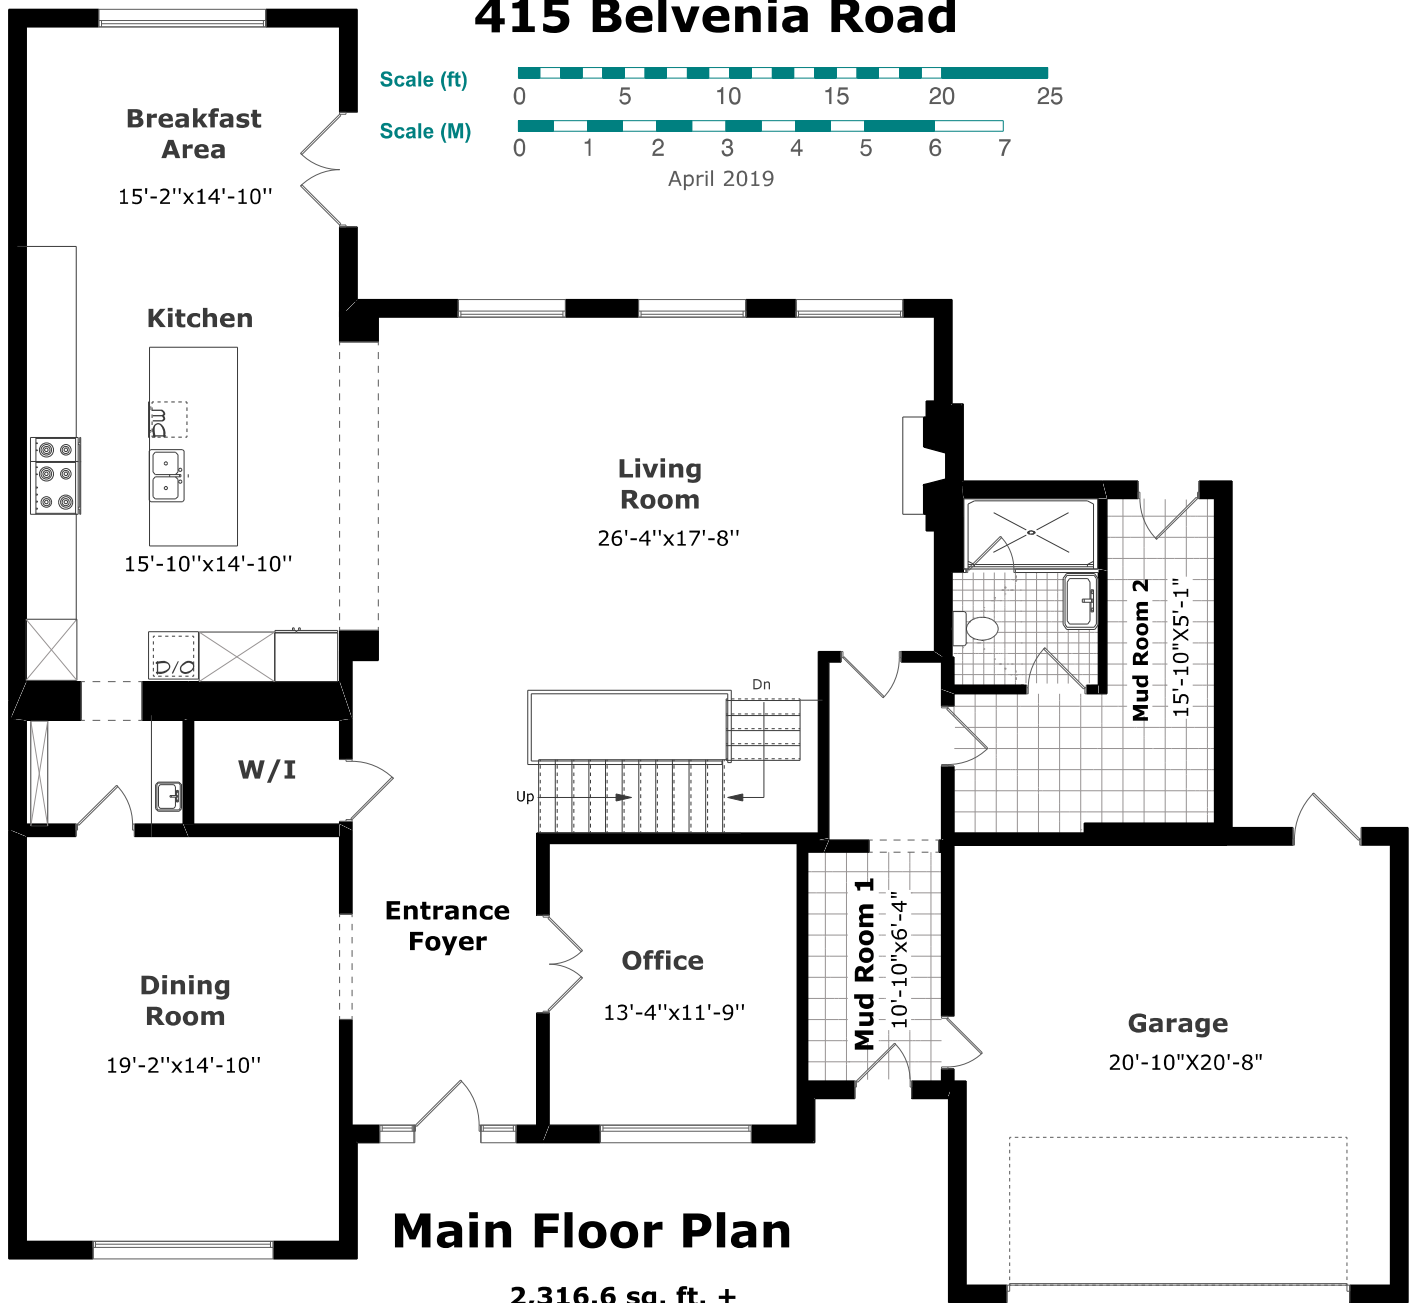 415 Belvenia Road
Scale (ft)
0 5 10 15 20 25
Scale (M)
0 1 2 3 4 5 6 7
April 2019
Breakfast
Area
15'-2''x14'-10''
Kitchen
DW
15'-10''x14'-10''
D/O
Living
Room
26'-4''x17'-8''
Mud Room 2
15'-10"X5'-1"
Dn
Up
W/I
Entrance
Foyer
Office
13'-4''x11'-9''
Mud Room 1
10'-10"x6'-4"
Dining
Room
19'-2''x14'-10''
Garage
20'-10"X20'-8"
Main Floor Plan
2,316.6 sq. ft. +